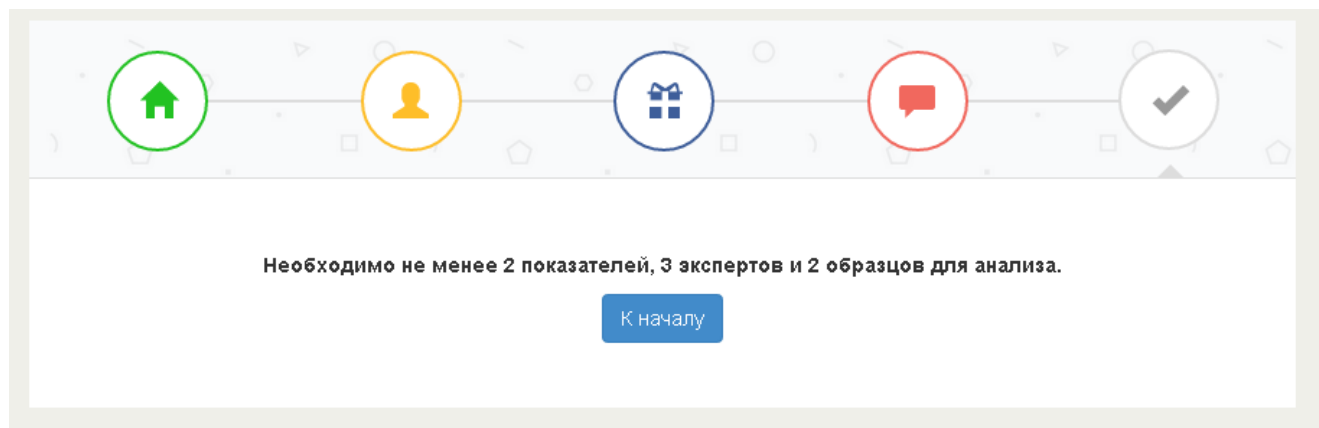 Необходимо не менее 2 показателей, 3 экспертов и 2 образцов для анализа.
К началу